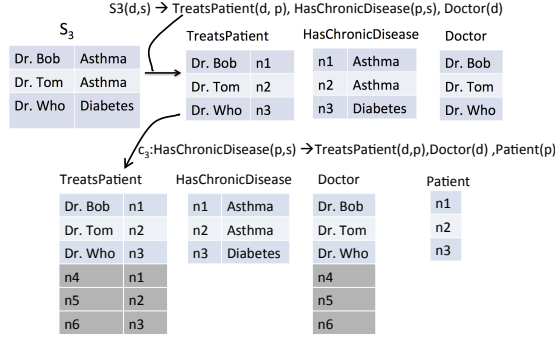 S3(d,s) → TreatsPatient(d, p), HasChronicDisease(p,s), Doctor(d)
S3
Dr. Bob Asthma
Dr. Tom Asthma
Dr. Who Diabetes
TreatsPatient
Dr. Bob n1
Dr. Tom n2
Dr. Who n3
HasChronicDisease
n1 Asthma
n2 Asthma
n3 Diabetes
Doctor
Dr. Bob
Dr. Tom
Dr. Who
c3:HasChronicDisease(p,s) →TreatsPatient(d,p),Doctor(d) ,Patient(p)
TreatsPatient
Dr. Bob n1
Dr. Tom n2
Dr. Who n3
n4 n1
n5 n2
n6 n3
HasChronicDisease
n1 Asthma
n2 Asthma
n3 Diabetes
Doctor
Dr. Bob
Dr. Tom
Dr. Who
n4
n5
n6
Patient
n1
n2
n3